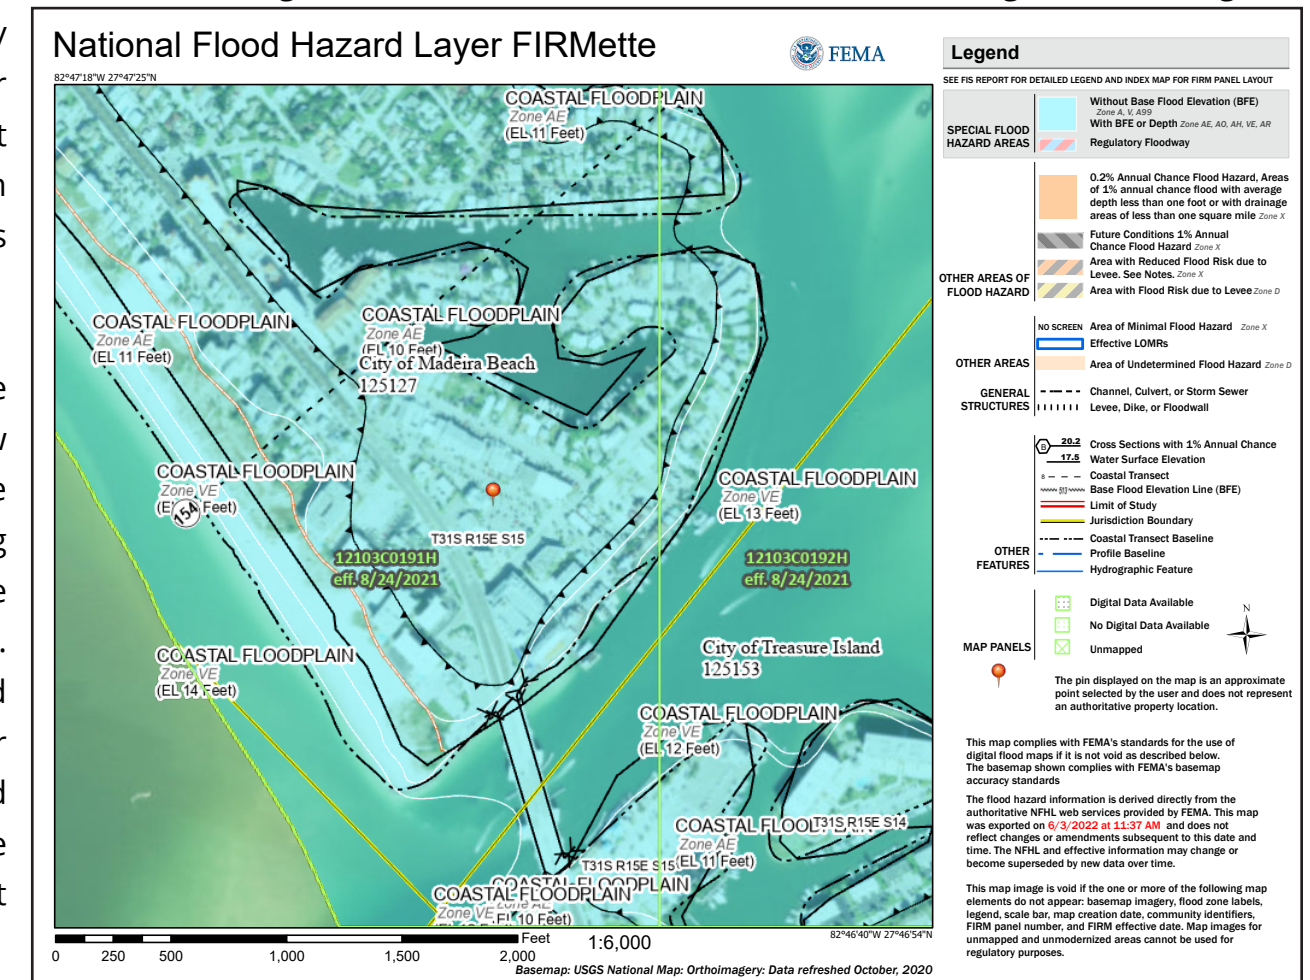 National Flood Hazard Layer FIRMette
FEMA
82°47'18"W 27°47'25"N
COASTAL FLOODPLAIN
Zone AE
(EL 11 Feet)
COASTAL FLOODPLAIN
Zone AE
(EL 11 Feet)
COASTAL FLOODPLAIN
Zone AE
(EL 10 Feet)
City of Madeira Beach
125127
COASTAL FLOODPLAIN
Zone VE
Feet)
154
COASTAL FLOODPLAIN
Zone VE
(EL 13 Feet)
T31S R15E S15
12103C0191H
eff. 8/24/2021
12103C0192H
eff. 8/24/2021
COASTAL FLOODPLAIN
Zone VE
(EL 14 Feet)
City of Treasure Island
125153
COASTAL FLOODPLAIN
Zone VE
(EL 12 Feet)
T31S R15E S14
COASTAL
Zone AE
(EL 11 Feet)
T31S R15E S15
COASTAL FLOODPLAIN
Zone AE
EL 10 Feet)
COASTAL FLOODPLAIN
Zone VE
82°46'40"W 27°46'54"N
Feet
1:6,000
0 250 500 1,000 1,500 2,000
Basemap: USGS National Map: Orthoimagery: Data refreshed October, 2020
Legend
SEE FIS REPORT FOR DETAILED LEGEND AND INDEX MAP FOR FIRM PANEL LAYOUT
SPECIAL FLOOD
HAZARD AREAS
Without Base Flood Elevation (BFE)
Zone A, V, A99
With BFE or Depth Zone AE, AO, AH, VE, AR
Regulatory Floodway
OTHER AREAS OF
FLOOD HAZARD
0.2% Annual Chance Flood Hazard, Areas
of 1% annual chance flood with average
depth less than one foot or with drainage
areas of less than one square mile Zone X
Future Conditions 1% Annual
Chance Flood Hazard Zone X
Area with Reduced Flood Risk due to
Levee. See Notes. Zone X
Area with Flood Risk due to Levee Zone D
OTHER AREAS
NO SCREEN Area of Minimal Flood Hazard Zone X
Effective LOMRs
Area of Undetermined Flood Hazard Zone D
GENERAL
STRUCTURES
Channel, Culvert, or Storm Sewer
Levee, Dike, or Floodwall
OTHER
FEATURES
B 20.2 Cross Sections with 1% Annual Chance
17.5 Water Surface Elevation
8 Coastal Transect
513 Base Flood Elevation Line (BFE)
Limit of Study
Jurisdiction Boundary
Coastal Transect Baseline
Profile Baseline
Hydrographic Feature
MAP PANELS
Digital Data Available
No Digital Data Available
Unmapped
N
The pin displayed on the map is an approximate
point selected by the user and does not represent
an authoritative property location.
This map complies with FEMA's standards for the use of
digital flood maps if it is not void as described below.
The basemap shown complies with FEMA's basemap
accuracy standards
The flood hazard information is derived directly from the
authoritative NFHL web services provided by FEMA. This map
was exported on 6/3/2022 at 11:37 AM and does not
reflect changes or amendments subsequent to this date and
time. The NFHL and effective information may change or
become superseded by new data over time.
This map image is void if the one or more of the following map
elements do not appear: basemap imagery, flood zone labels,
legend, scale bar, map creation date, community identifiers,
FIRM panel number, and FIRM effective date. Map images for
unmapped and unmodernized areas cannot be used for
regulatory purposes.